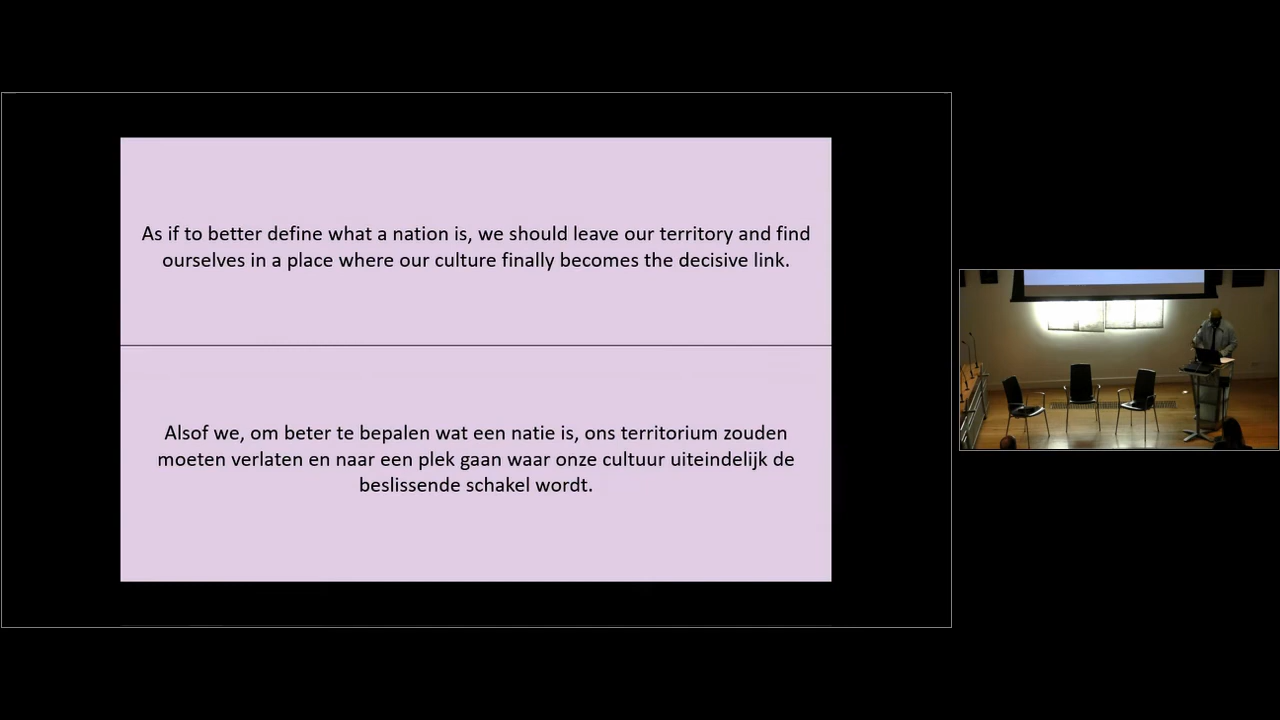 As if to better define what a nation is, we should leave our territory and find
ourselves in a place where our culture finally becomes the decisive link.
Alsof we, om beter te bepalen wat een natie is, ons territorium zouden
moeten verlaten en naar een plek gaan waar onze cultuur uiteindelijk de
beslissende schakel wordt.